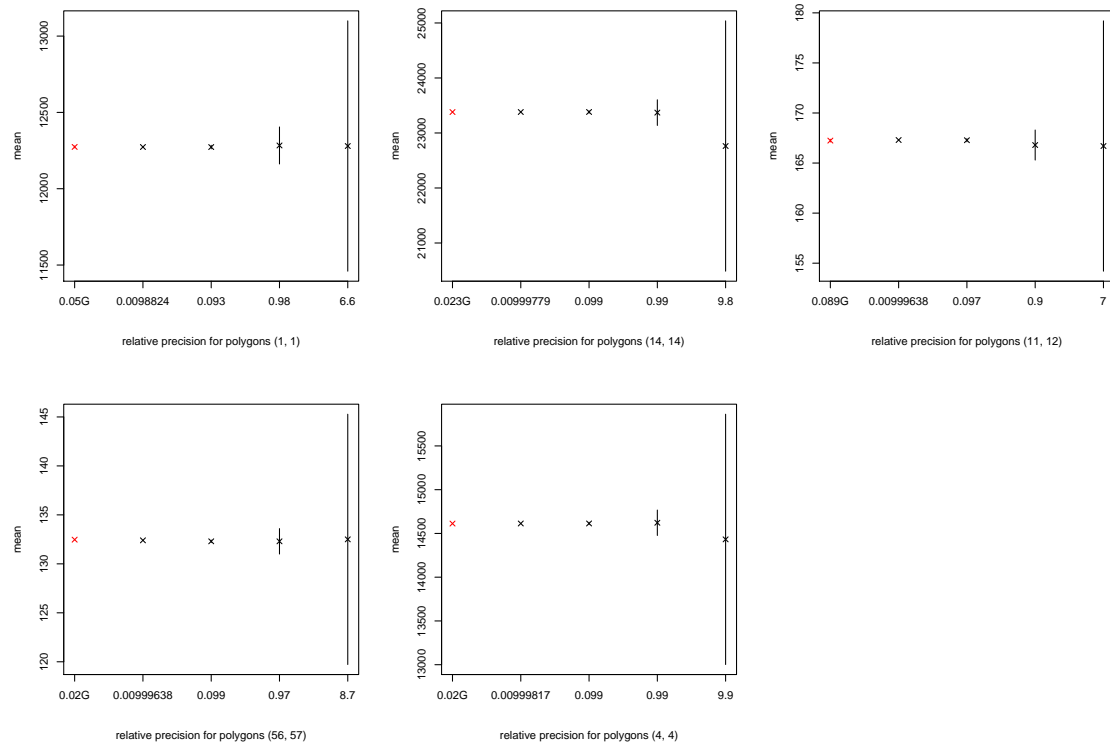 mean
13000
12500
12000
11500
0.05G 0.0098824 0.093 0.98 6.6
relative precision for polygons (1, 1)
mean
25000
24000
23000
22000
21000
0.023G 0.00999779 0.099 0.99 9.8
relative precision for polygons (14, 14)
mean
180
175
170
165
160
155
0.089G 0.00999638 0.097 0.9 7
relative precision for polygons (11, 12)
mean
145
140
135
130
125
120
0.02G 0.00999638 0.099 0.97 8.7
relative precision for polygons (56, 57)
mean
15500
15000
14500
14000
13500
13000
0.02G 0.00999817 0.099 0.99 9.9
relative precision for polygons (4, 4)